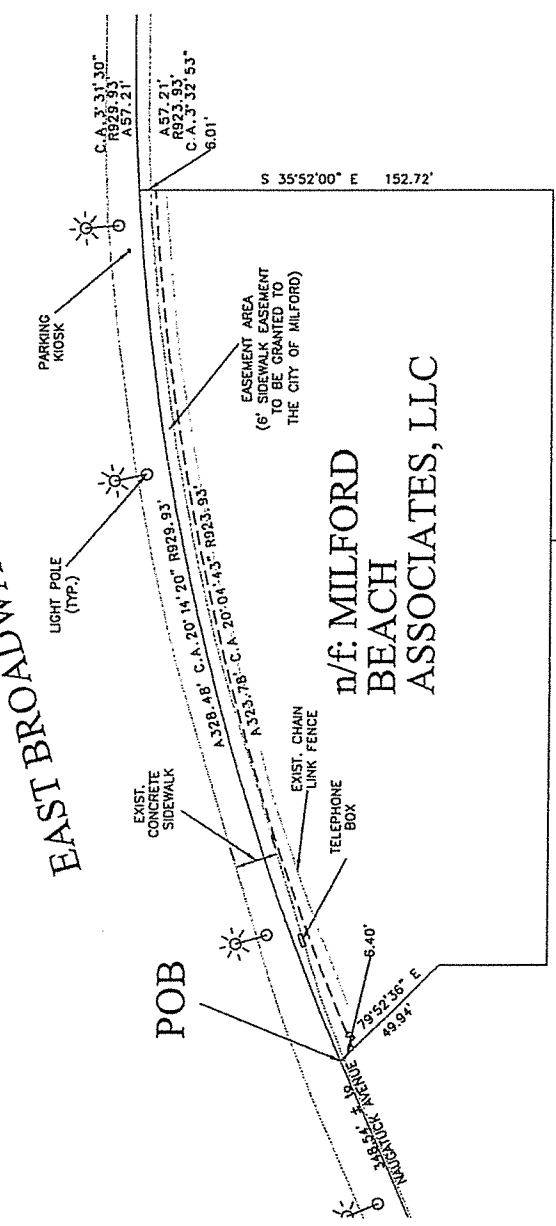 C.A.3°31'30"
R929.93'
A57.21'
A57.21'
R923.93'
C.A.3°32'53"
6.01'
S 35°52'00" E 152.72'
PARKING
KIOSK
EASEMENT AREA
(6' SIDEWALK EASEMENT
TO BE GRANTED TO
THE CITY OF MILFORD)
LIGHT POLE
(TYP.)
EAST BROADW
A328.48' C.A.20°14'20" R929.93'
A323.78' C.A.20°04'43" R923.93'
n/f: MILFORD
BEACH
ASSOCIATES, LLC
EXIST.
CONCRETE
SIDEWALK
EXIST. CHAIN
LINK FENCE
TELEPHONE
BOX
POB
6.40'
S 79°52'36" E
49.94'
348.54' ± TO
NAUGATUCK AVENUE